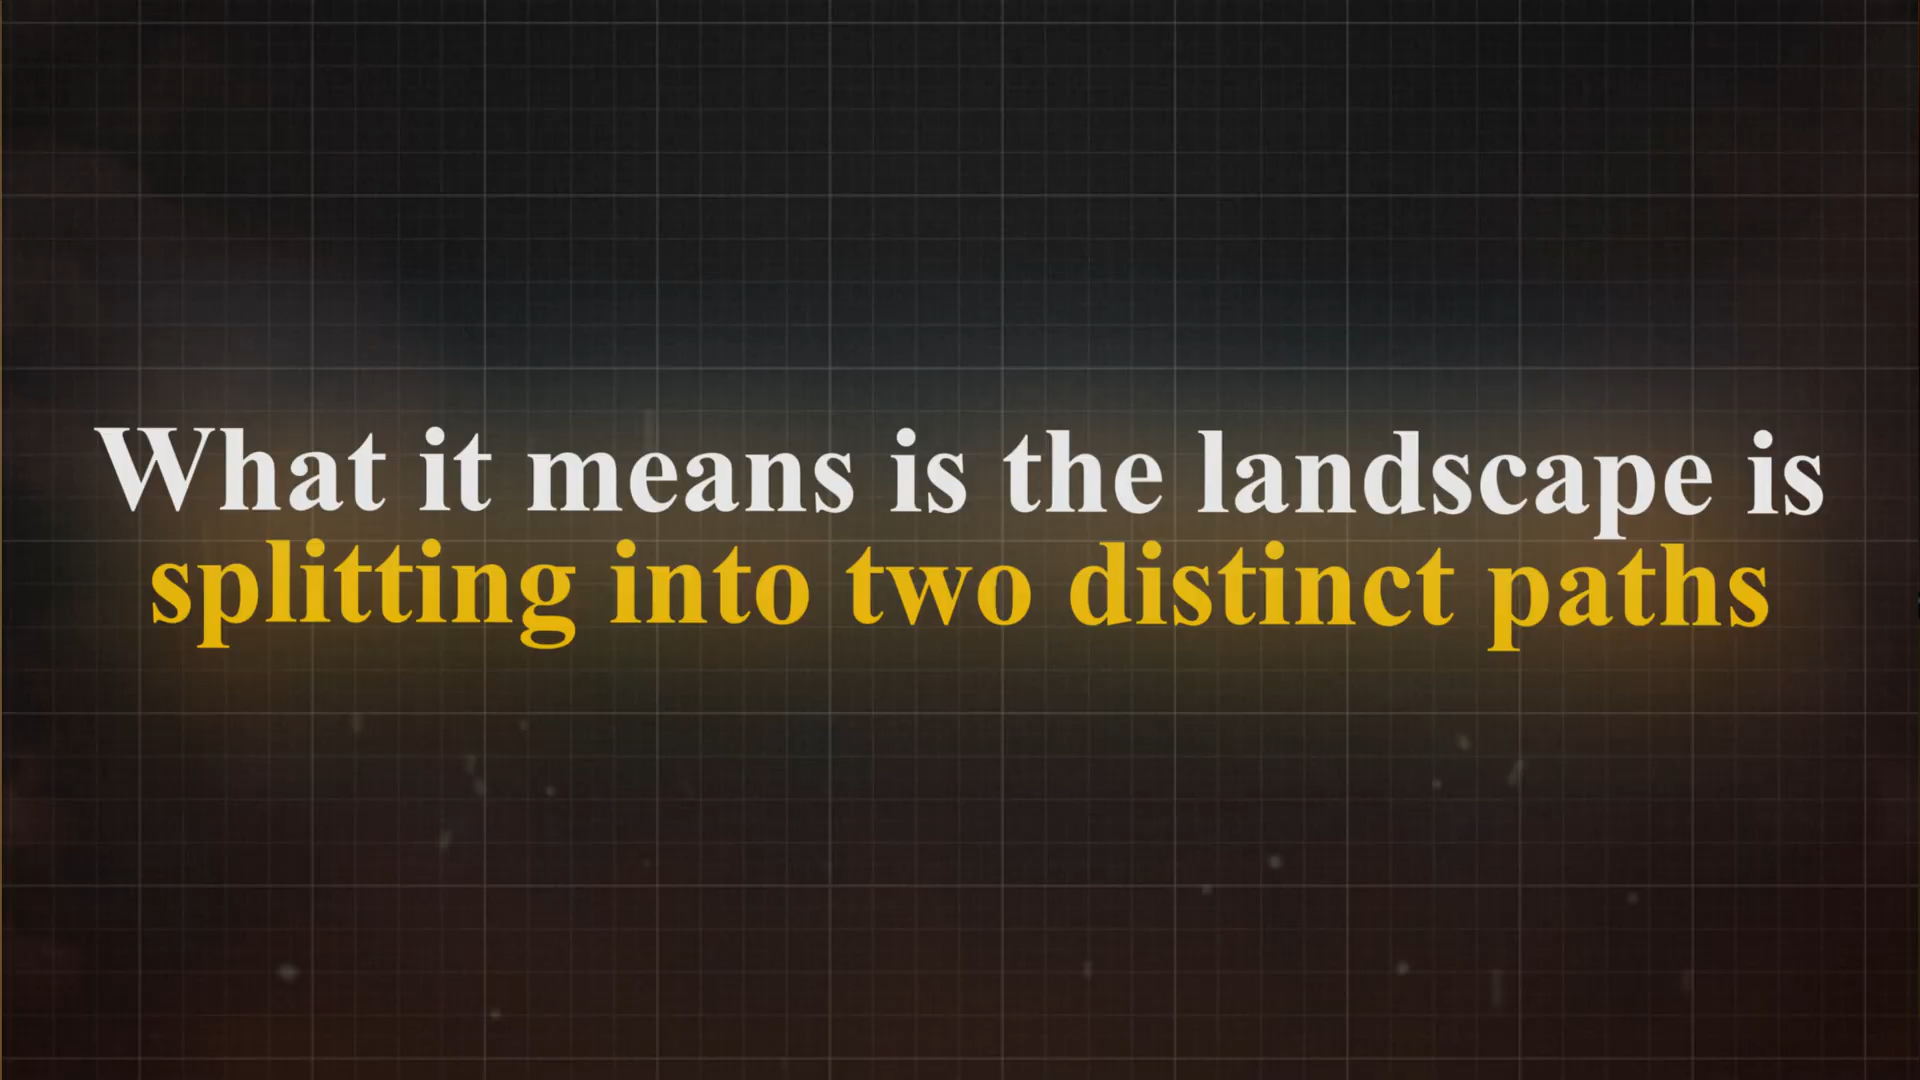 What it means is the landscape is
splitting into two distinct paths